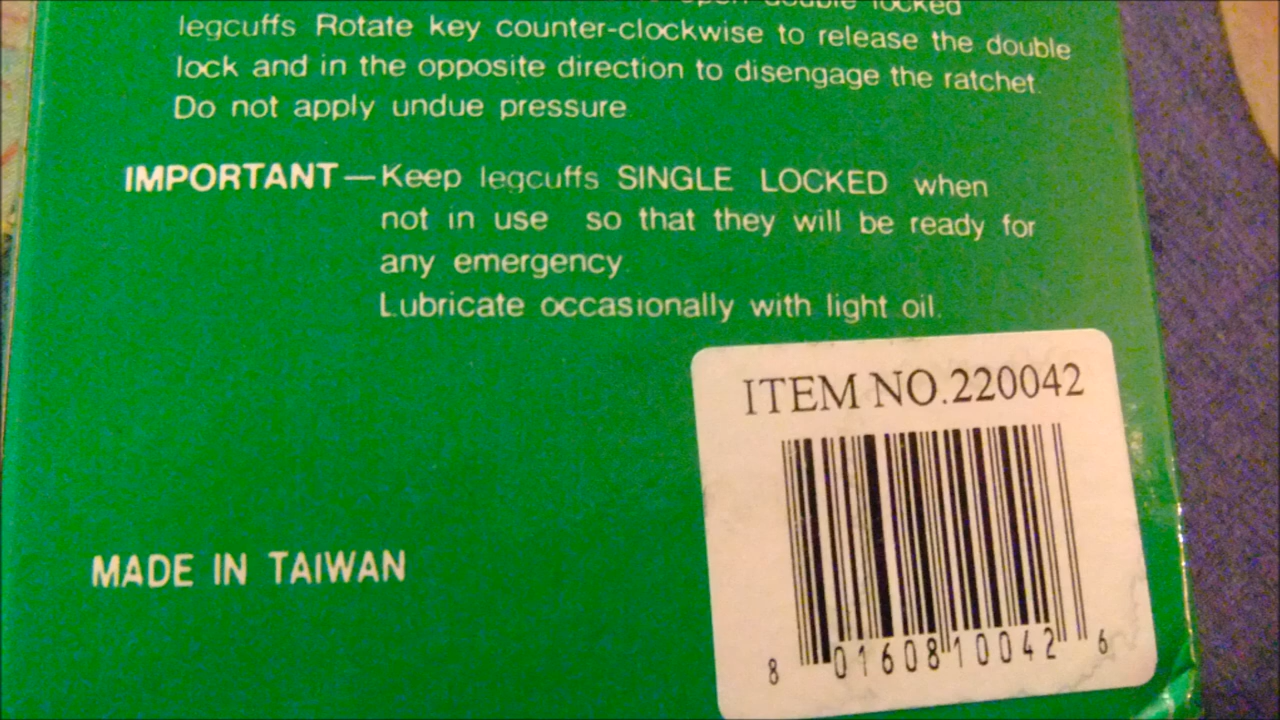 open double locked
legcuffs Rotate key counter-clockwise to release the double
lock and in the opposite direction to disengage the ratchet.
Do not apply undue pressure.
IMPORTANT — Keep legcuffs SINGLE LOCKED when
not in use so that they will be ready for
any emergency.
Lubricate occasionally with light oil.
ITEM NO.220042
MADE IN TAIWAN
8 01608 10042 6